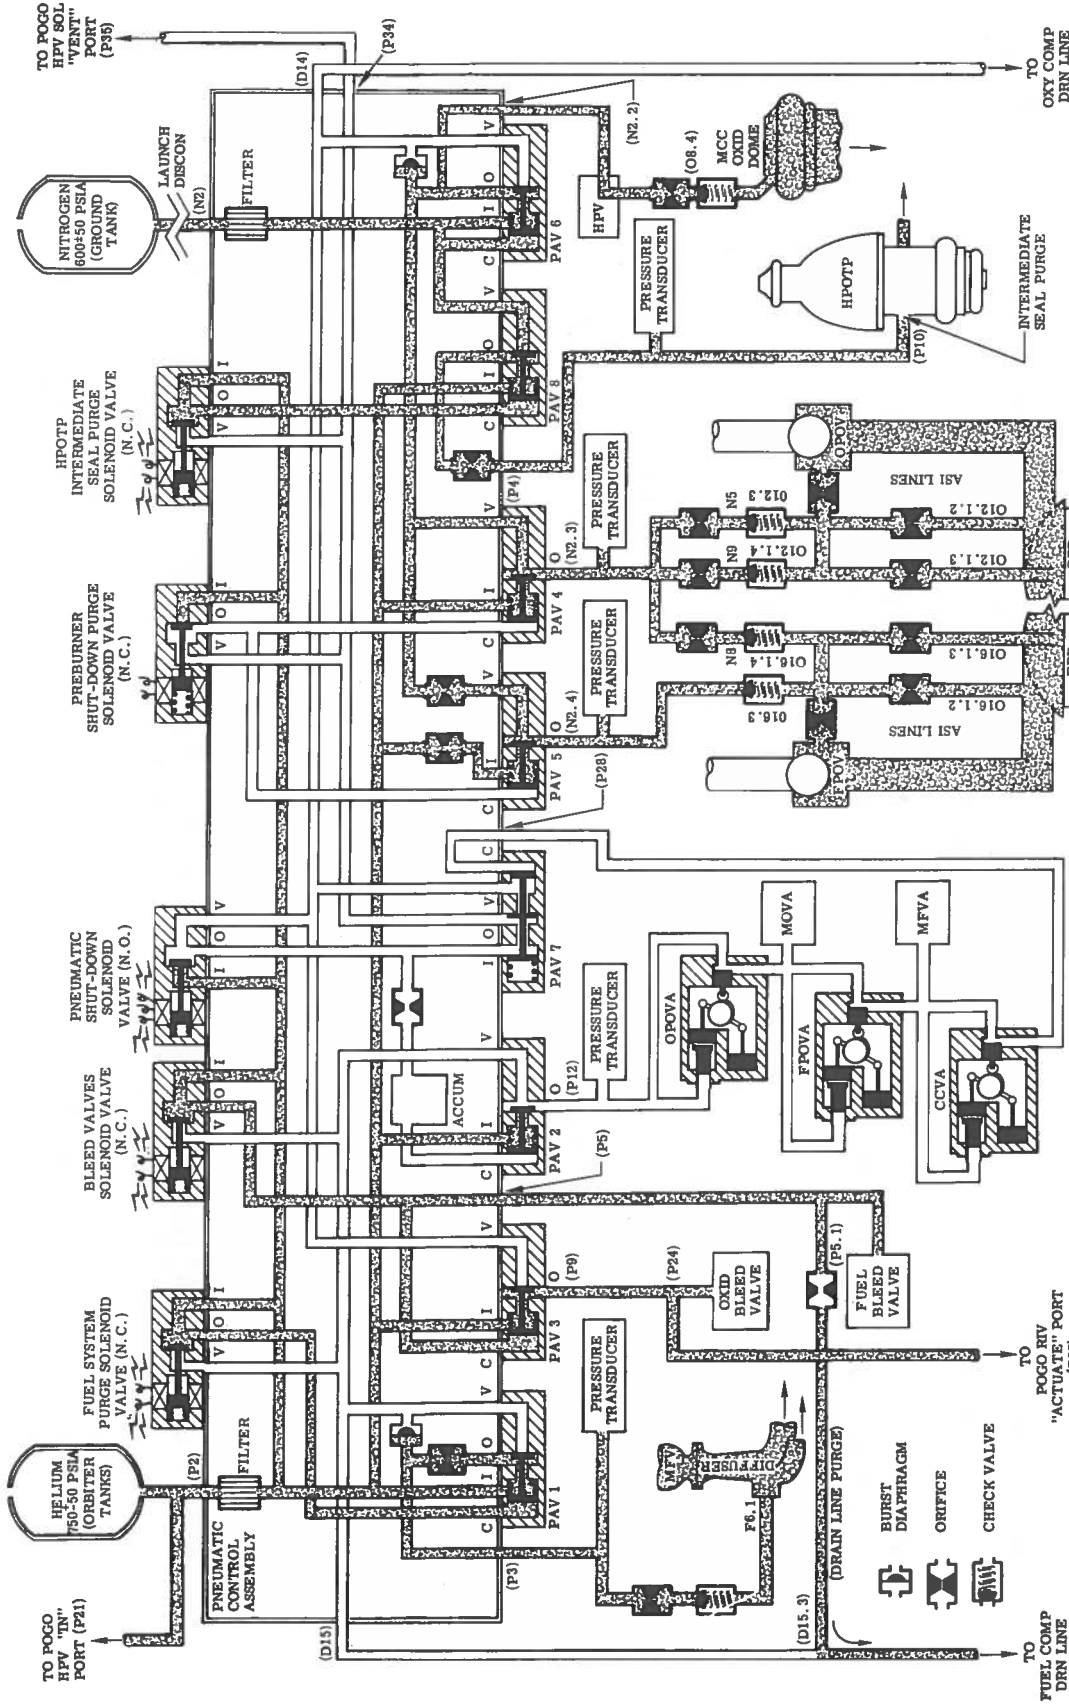 TO POGO
HPV SOL
"VENT"
PORT
(P35)
(P34)
(D14)
TO
OXY COMP
DRN LINE
NITROGEN
600±50 PSIA
(GROUND
TANK)
LAUNCH
DISCON
(N2)
FILTER
(N2.2)
(O8.4)
MCC
OXID
DOME
HPV
PAV 6
C I O V
PRESSURE
TRANSDUCER
HPOTP
(P10)
INTERMEDIATE
SEAL PURGE
HPOTP
INTERMEDIATE
SEAL PURGE
SOLENOID VALVE
(N.C.)
V O I
PAV 8
C I O V
(P4)
PREBURNER
SHUT-DOWN PURGE
SOLENOID VALVE
(N.C.)
V O I
PAV 4
C I O V
(N2.3)
PRESSURE
TRANSDUCER
PAV 5
C I O V
(N2.4)
PRESSURE
TRANSDUCER
(P28)
OPOV
ASI LINES
N5
O12.3
N9
O12.1.4
O12.1.2
O12.1.3
N8
O16.1.4
O16.3
O16.1.3
O16.1.2
ASI LINES
FPOV
PNEUMATIC
SHUT-DOWN
SOLENOID
VALVE (N.O.)
I O V
PAV 7
I O V C
BLEED VALVES
SOLENOID VALVE
(N.C.)
V O I
ACCUM
PAV 2
C I O V
(P12)
PRESSURE
TRANSDUCER
(P5)
OPOVA
MOVA
FPOVA
MFVA
CCVA
FUEL SYSTEM
PURGE SOLENOID
VALVE (N.C.)
V O I
PAV 3
C I O V
(P9)
(P24)
OXID
BLEED
VALVE
(P5.1)
FUEL
BLEED
VALVE
TO
POGO RIV
"ACTUATE" PORT
HELIUM
750-50 PSIA
(ORBITER
TANKS)
(P2)
FILTER
PNEUMATIC
CONTROL
ASSEMBLY
PAV 1
C I O V
(P3)
PRESSURE
TRANSDUCER
MFV
DIFFUSER
F6.1
TO POGO
HPV "IN"
PORT (P21)
(D15)
(D15.3)
(DRAIN LINE PURGE)
TO
FUEL COMP
DRN LINE
BURST
DIAPHRAGM
ORIFICE
CHECK VALVE